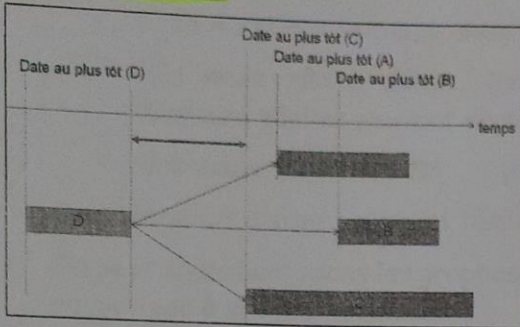 Date au plus tôt (C)
Date au plus tôt (A)
Date au plus tôt (D)
Date au plus tôt (B)
temps
D
B